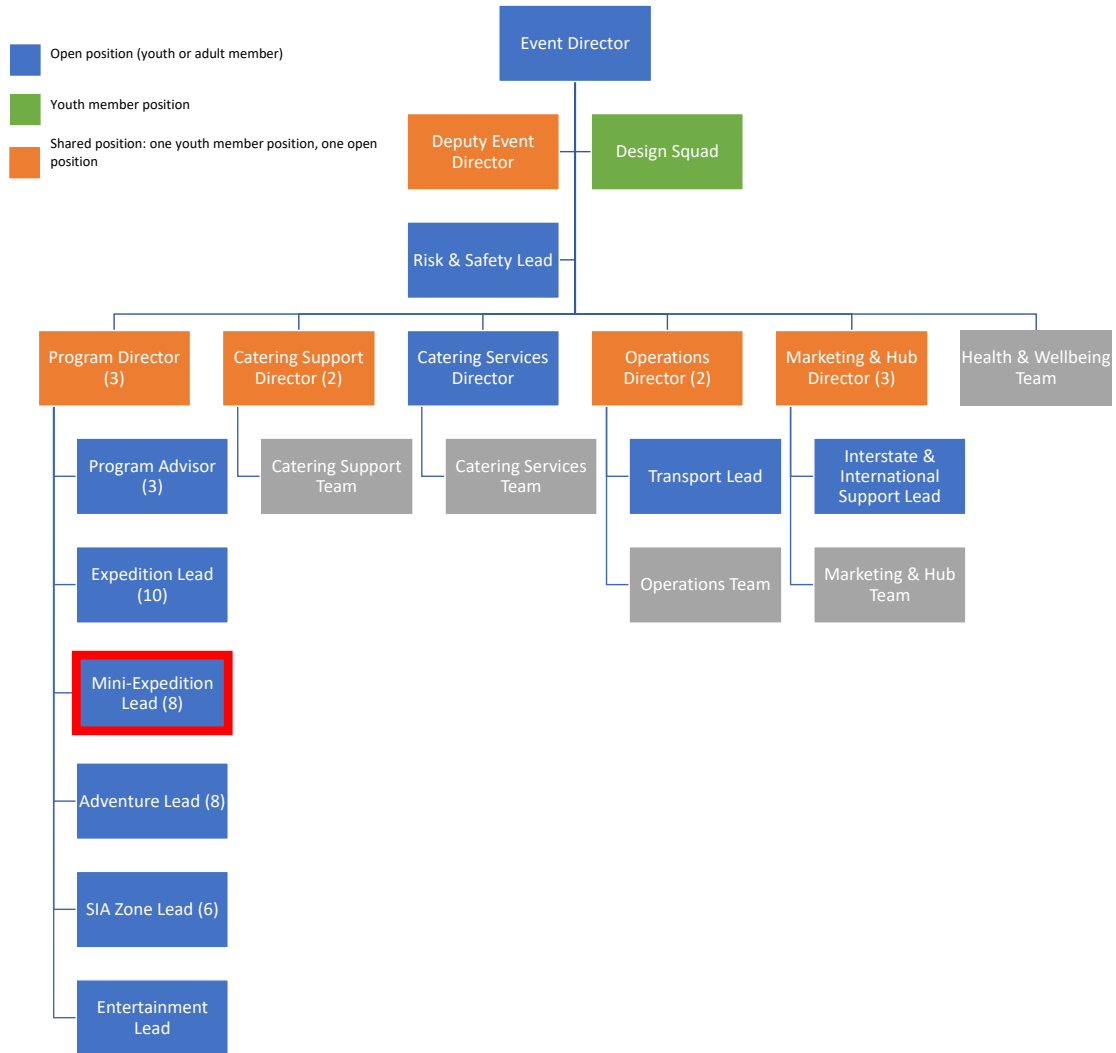 Event Director
Open position (youth or adult member)
Youth member position
Shared position: one youth member position, one open
position
Deputy Event
Director
Design Squad
Risk & Safety Lead
Program Director
(3)
Catering Support
Director (2)
Catering Services
Director
Operations
Director (2)
Marketing & Hub
Director (3)
Health & Wellbeing
Team
Program Advisor
(3)
Catering Support
Team
Catering Services
Team
Transport Lead
Interstate &
International
Support Lead
Expedition Lead
(10)
Operations Team
Marketing & Hub
Team
Mini-Expedition
Lead (8)
Adventure Lead (8)
SIA Zone Lead (6)
Entertainment
Lead